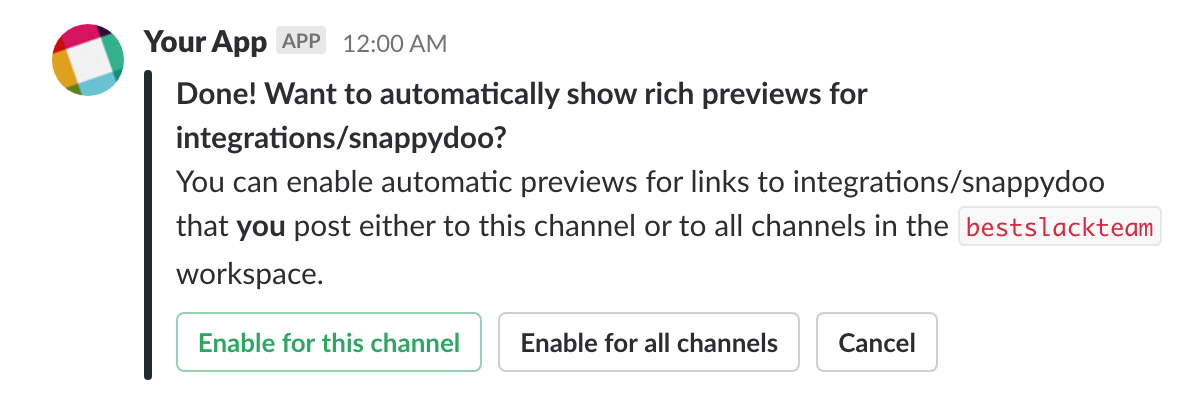 Your App APP 12:00 AM
Done! Want to automatically show rich previews for
integrations/snappydoo?
You can enable automatic previews for links to integrations/snappydoo
that you post either to this channel or to all channels in the bestslackteam
workspace.
Enable for this channel Enable for all channels Cancel